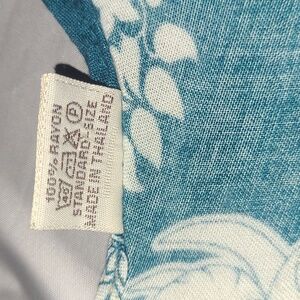 100% RAYON
STANDARD-SIZE
MADE IN THAILAND